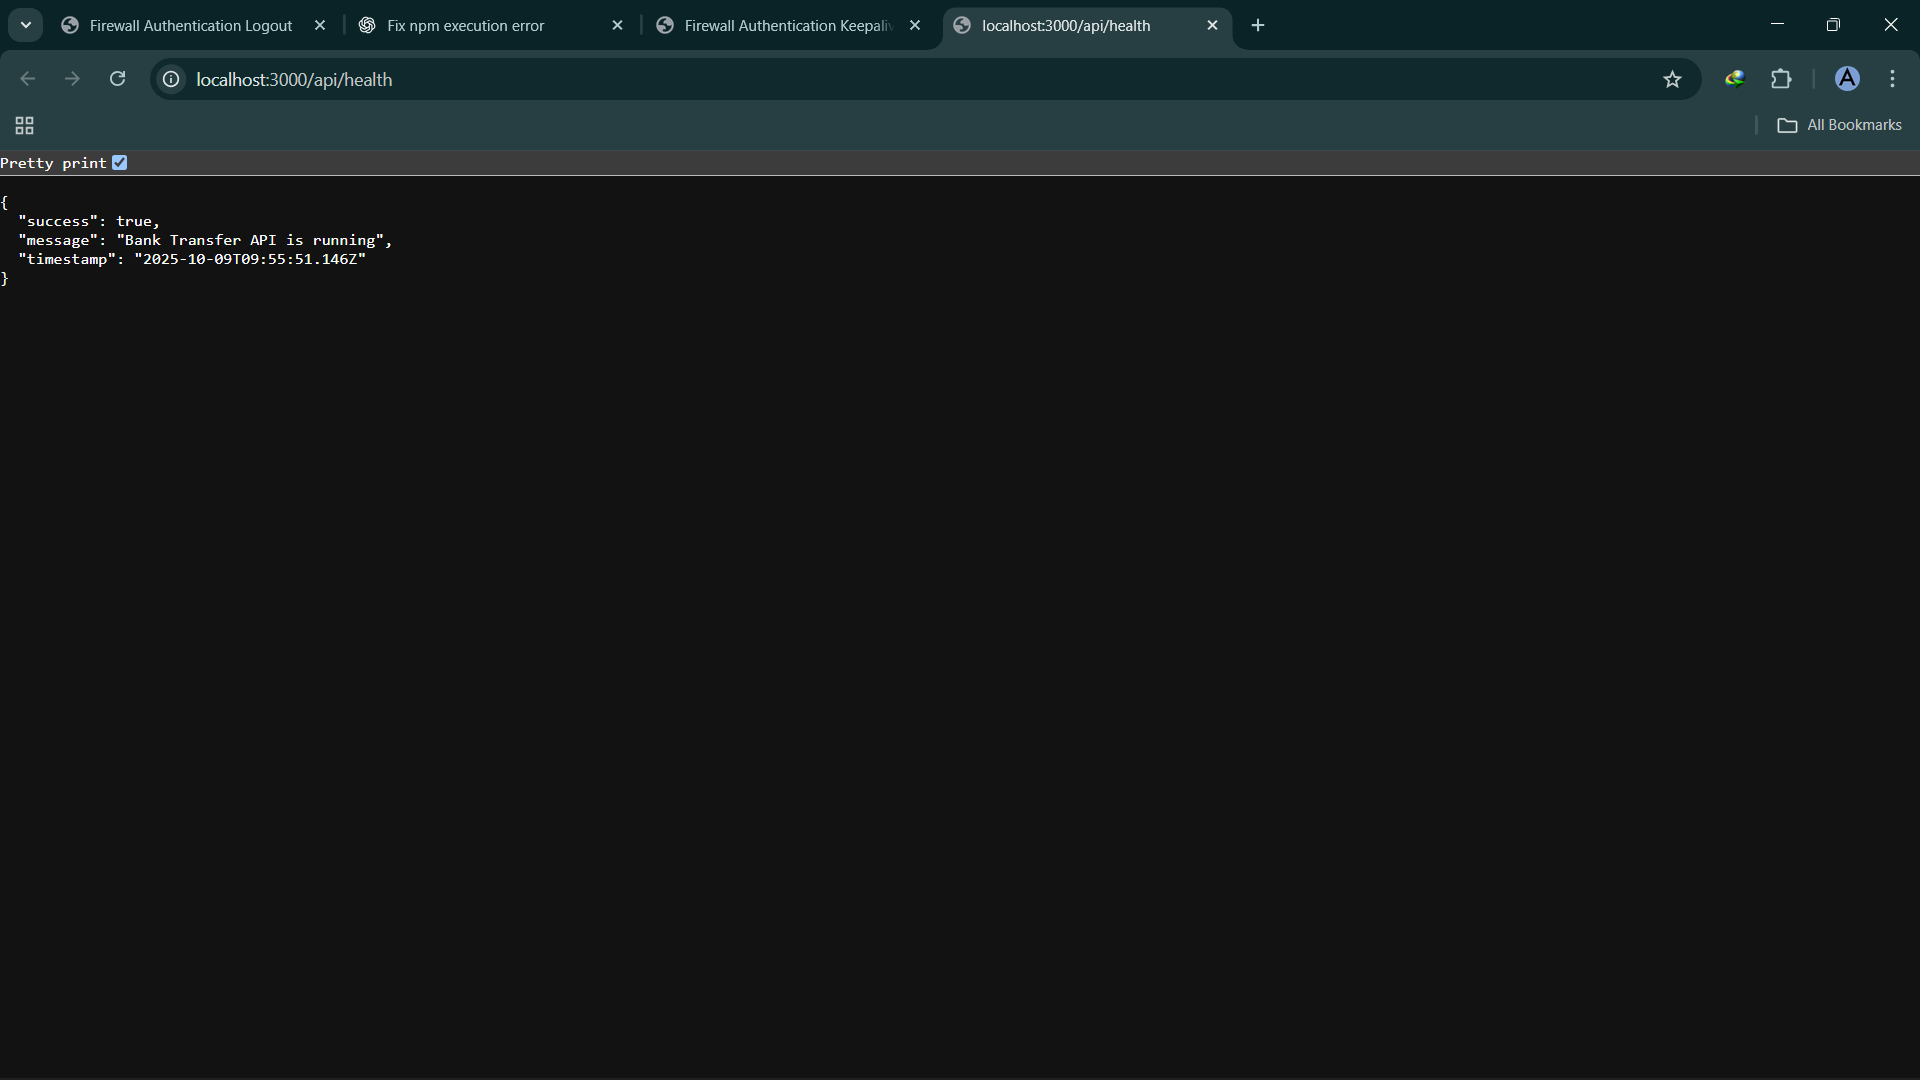 Firewall Authentication Logout
Fix npm execution error
Firewall Authentication Keepaliv
localhost:3000/api/health
localhost:3000/api/health
A
All Bookmarks
Pretty print
{
  "success": true,
  "message": "Bank Transfer API is running",
  "timestamp": "2025-10-09T09:55:51.146Z"
}